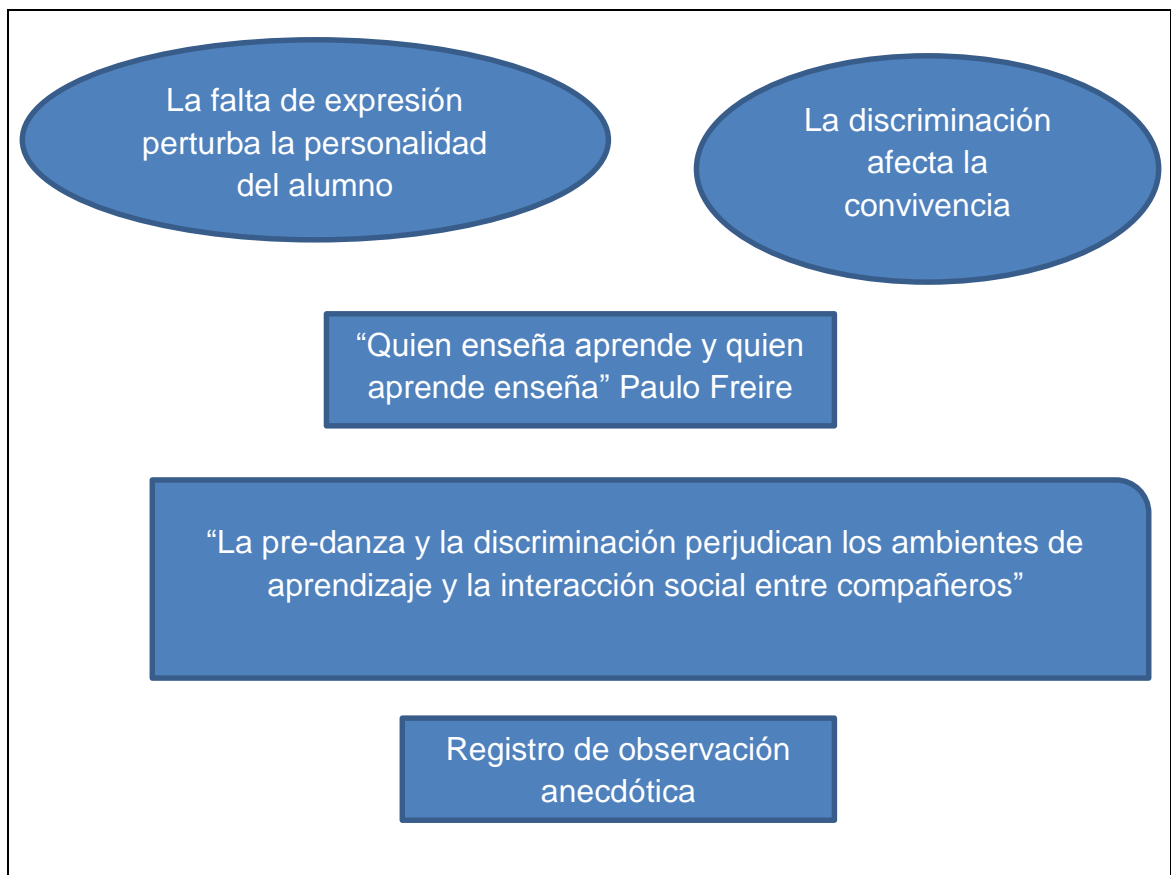 La falta de expresión
perturba la personalidad
del alumno
La discriminación
afecta la
convivencia
“Quien enseña aprende y quien
aprende enseña” Paulo Freire
“La pre-danza y la discriminación perjudican los ambientes de
aprendizaje y la interacción social entre compañeros”
Registro de observación
anecdótica